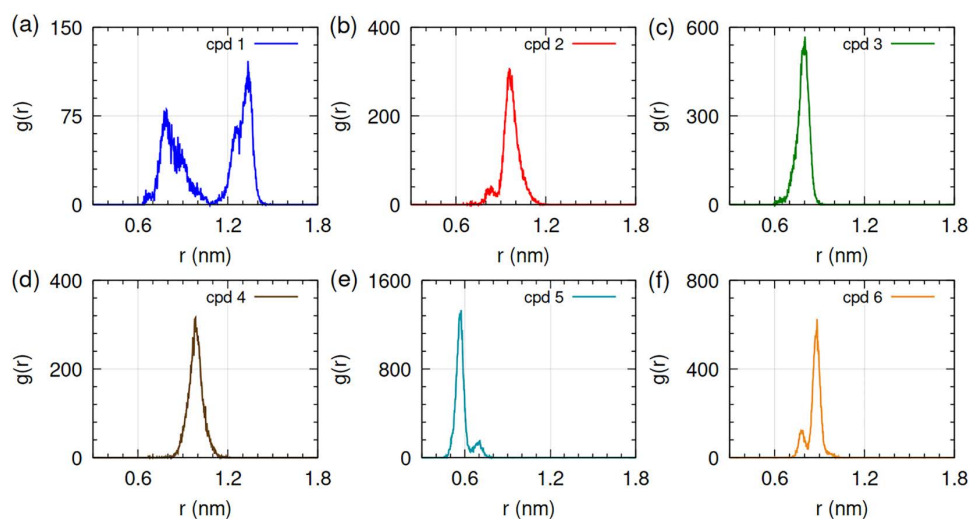 (a)
150
75
0
g(r)
cpd 1
0.6 1.2 1.8
r (nm)
(b)
400
200
0
g(r)
cpd 2
0.6 1.2 1.8
r (nm)
(c)
600
300
0
g(r)
cpd 3
0.6 1.2 1.8
r (nm)
(d)
400
200
0
g(r)
cpd 4
0.6 1.2 1.8
r (nm)
(e)
1600
800
0
g(r)
cpd 5
0.6 1.2 1.8
r (nm)
(f)
800
400
0
g(r)
cpd 6
0.6 1.2 1.8
r (nm)